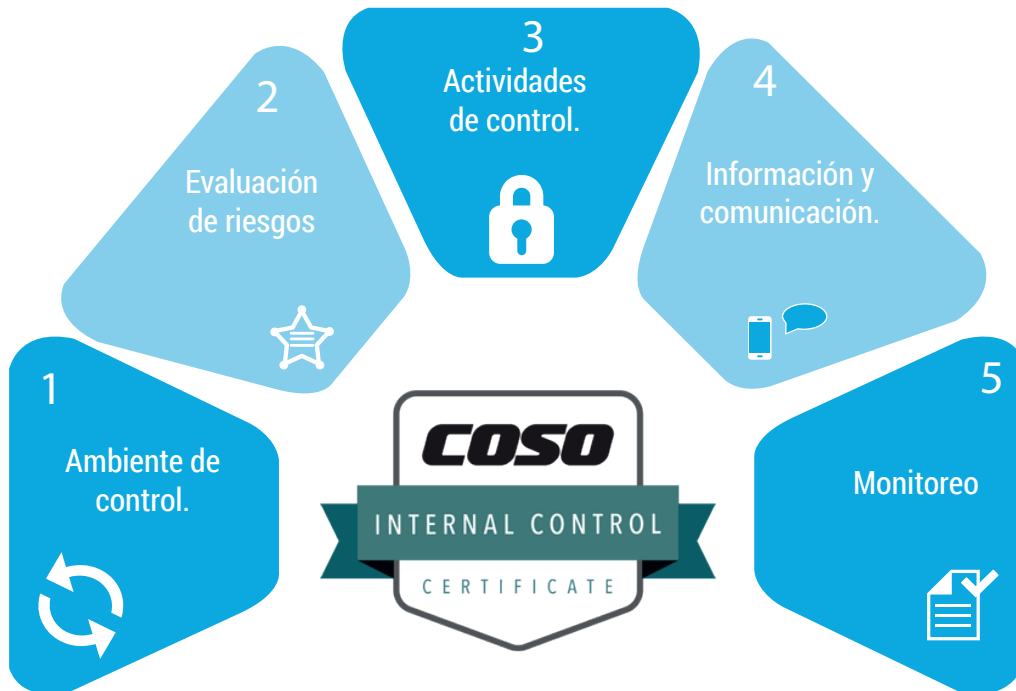 1
Ambiente de
control.
2
Evaluación
de riesgos
3
Actividades
de control.
4
Información y
comunicación.
5
Monitoreo
COSO
INTERNAL CONTROL
CERTIFICATE